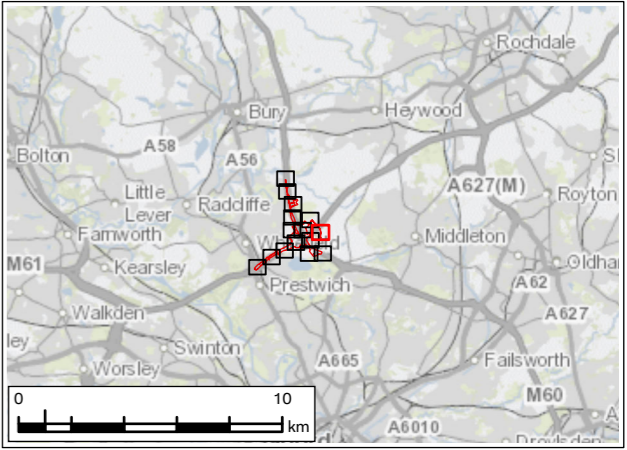 Rochdale
Bury
Heywood
A58
Bolton
A56
A627(M)
Little
Lever
Radcliffe
Royton
Farnworth
Middleton
M61
Kearsley
Oldha
A62
Prestwich
Walkden
A627
ley
Swinton
A665
Failsworth
Worsley
M60
0
10
km
A6010
A